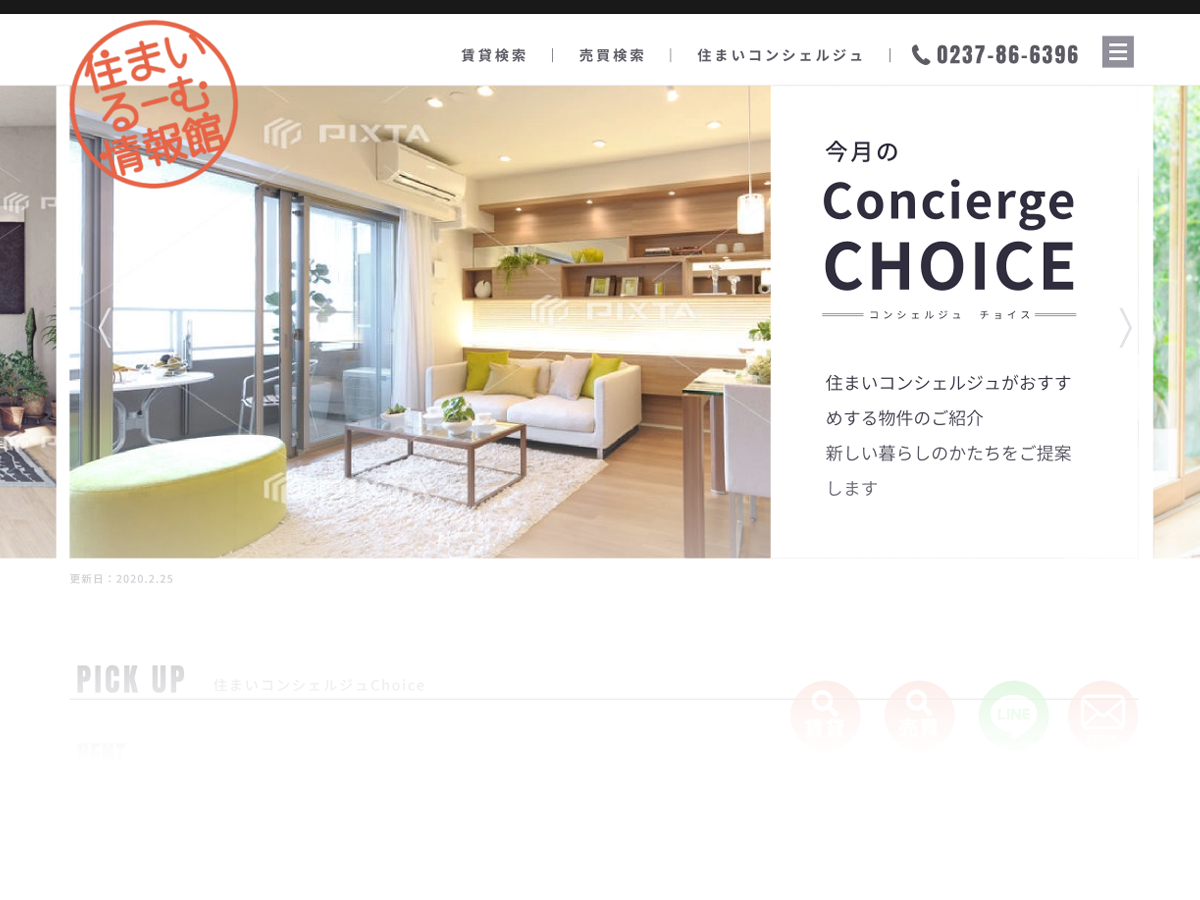 住まい
るーむ
情報館
賃貸検索
売買検索
住まいコンシェルジュ
0237-86-6396
PIXTA
PIXTA
今月の
Concierge
CHOICE
コンシェルジュ チョイス
住まいコンシェルジュがおすす
めする物件のご紹介
新しい暮らしのかたちをご提案
します
更新日：2020.2.25
PICK UP
住まいコンシェルジュChoice
賃貸
売買
LINE